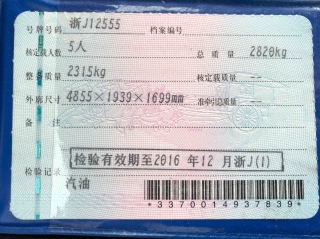 号牌号码 浙J12555 档案编号
核定载人数 5人 总质量 2820kg
整备质量 2315kg 核定载质量 --
外廓尺寸 4855×1939×1699mm 准牵引总质量 --
备注
检验有效期至2016 年 12 月浙J(1)
检验记录
汽油
*3370014937839*